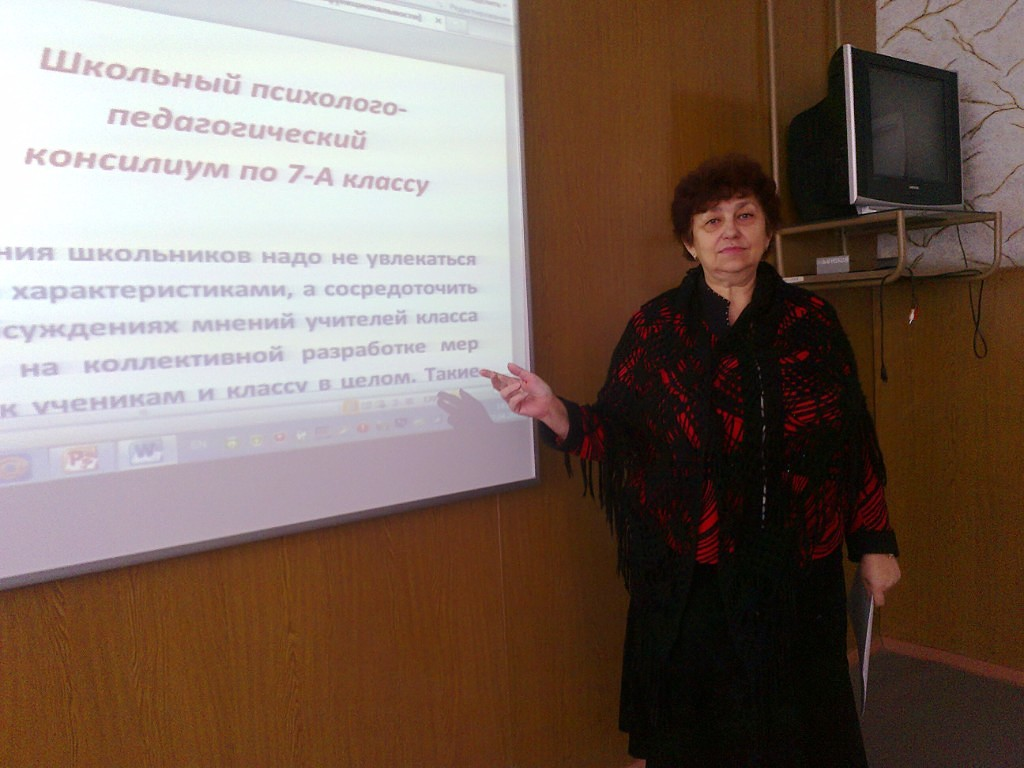 Школьный психолого-
педагогический
консилиум по 7-А классу
ния школьников надо не увлекаться
характеристиками, а сосредоточить
суждениях мнений учителей класса
на коллективной разработке мер
к ученикам и классу в целом. Такие